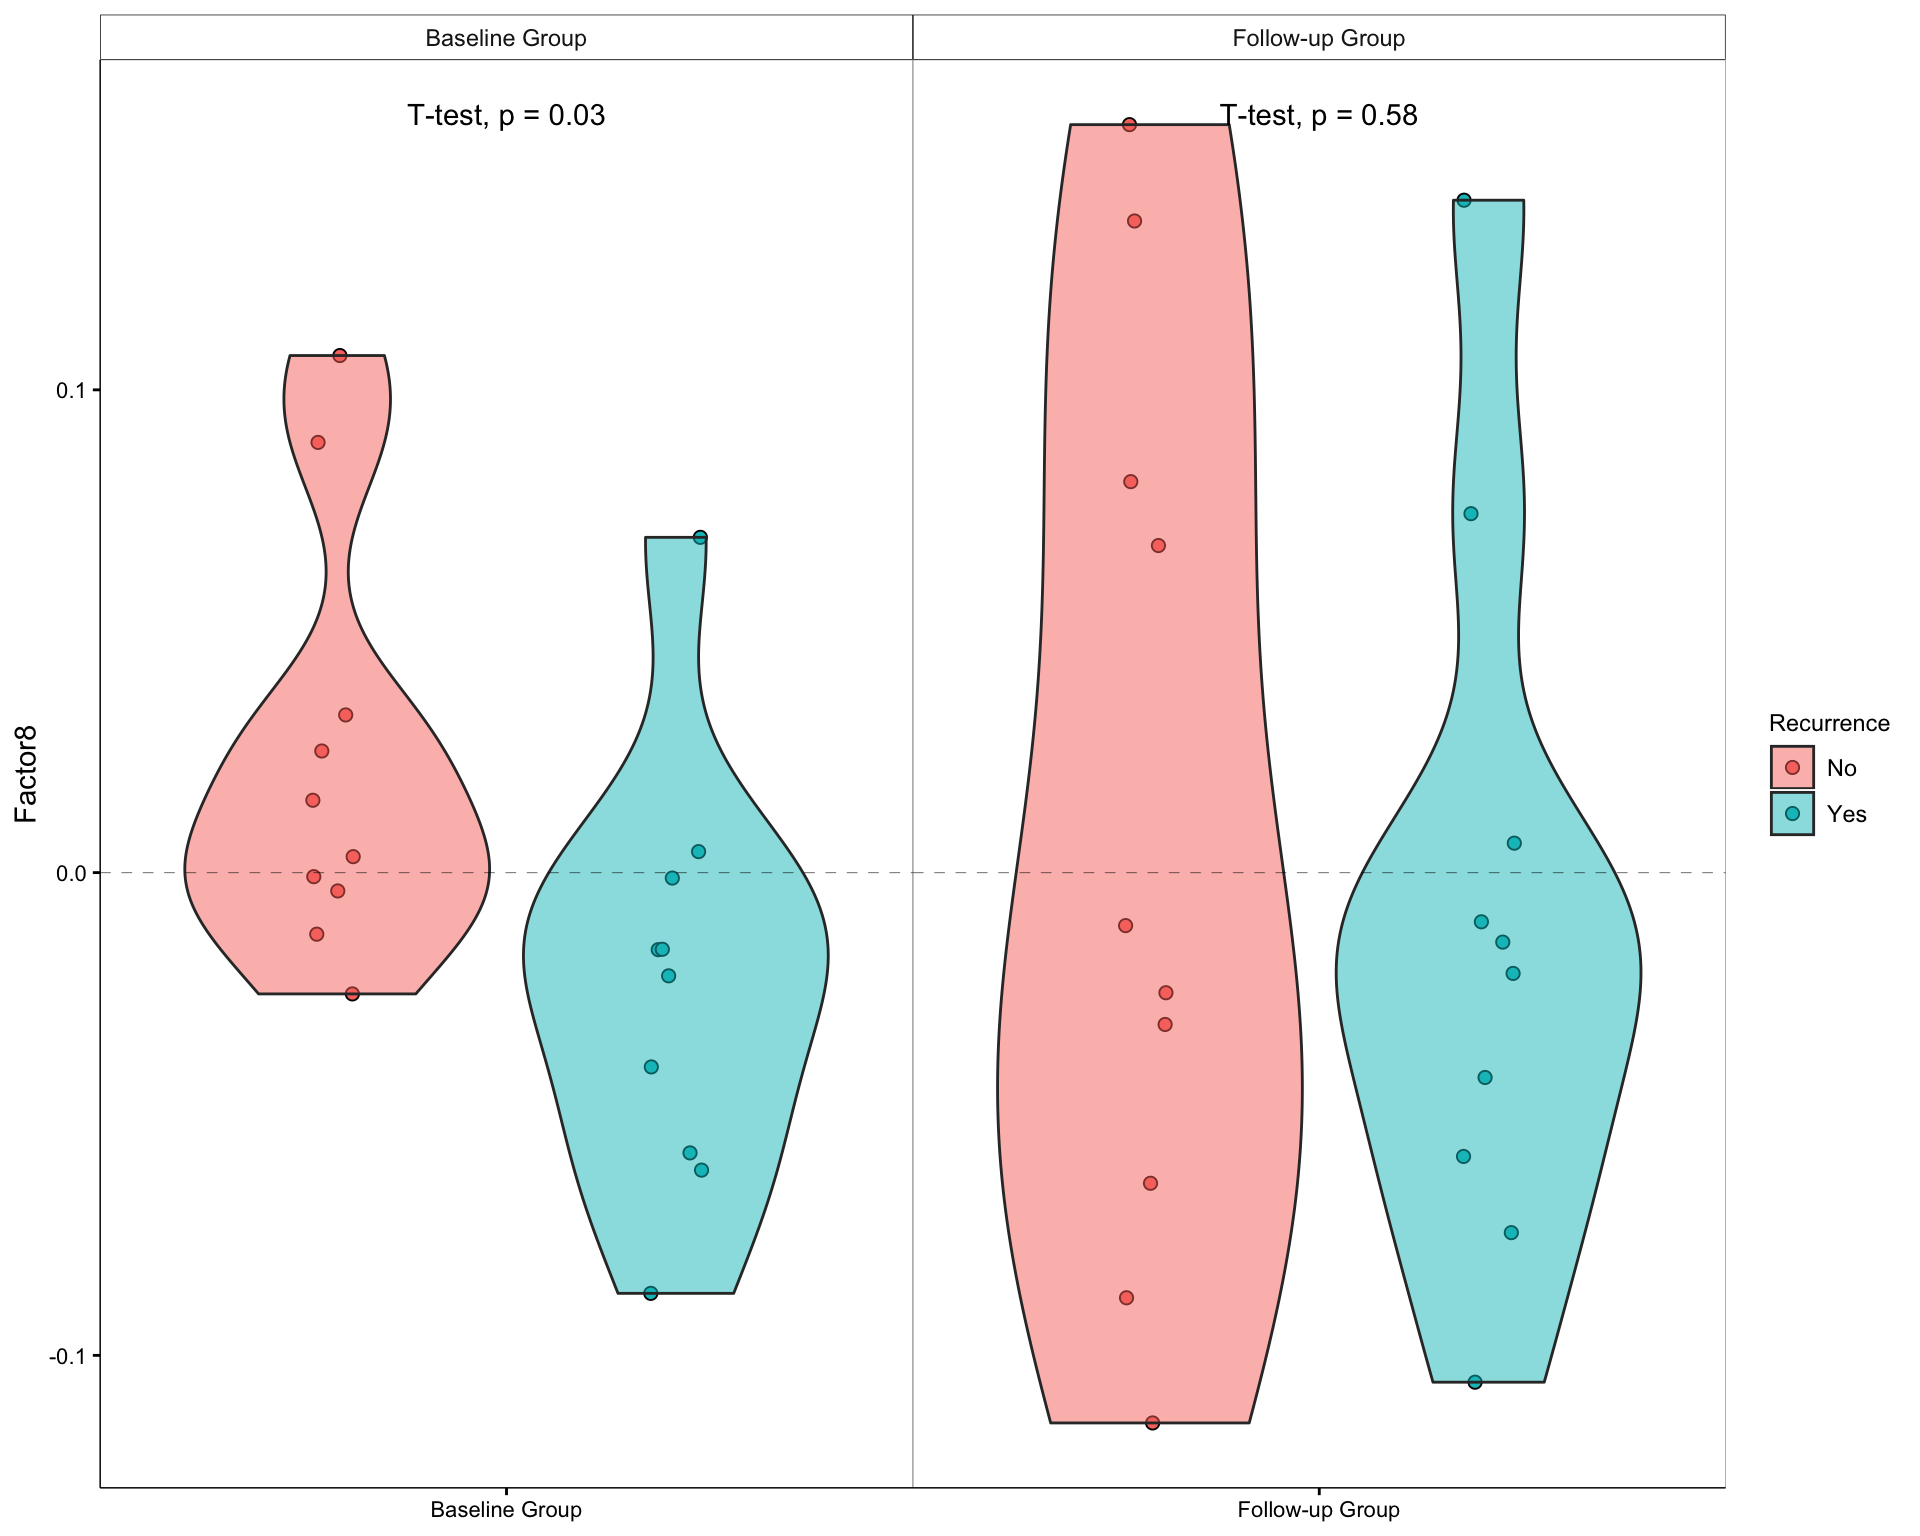 Baseline Group
Follow-up Group
T-test, p = 0.03
T-test, p = 0.58
0.1
0.0
-0.1
Factor8
Recurrence
No
Yes
Baseline Group
Follow-up Group